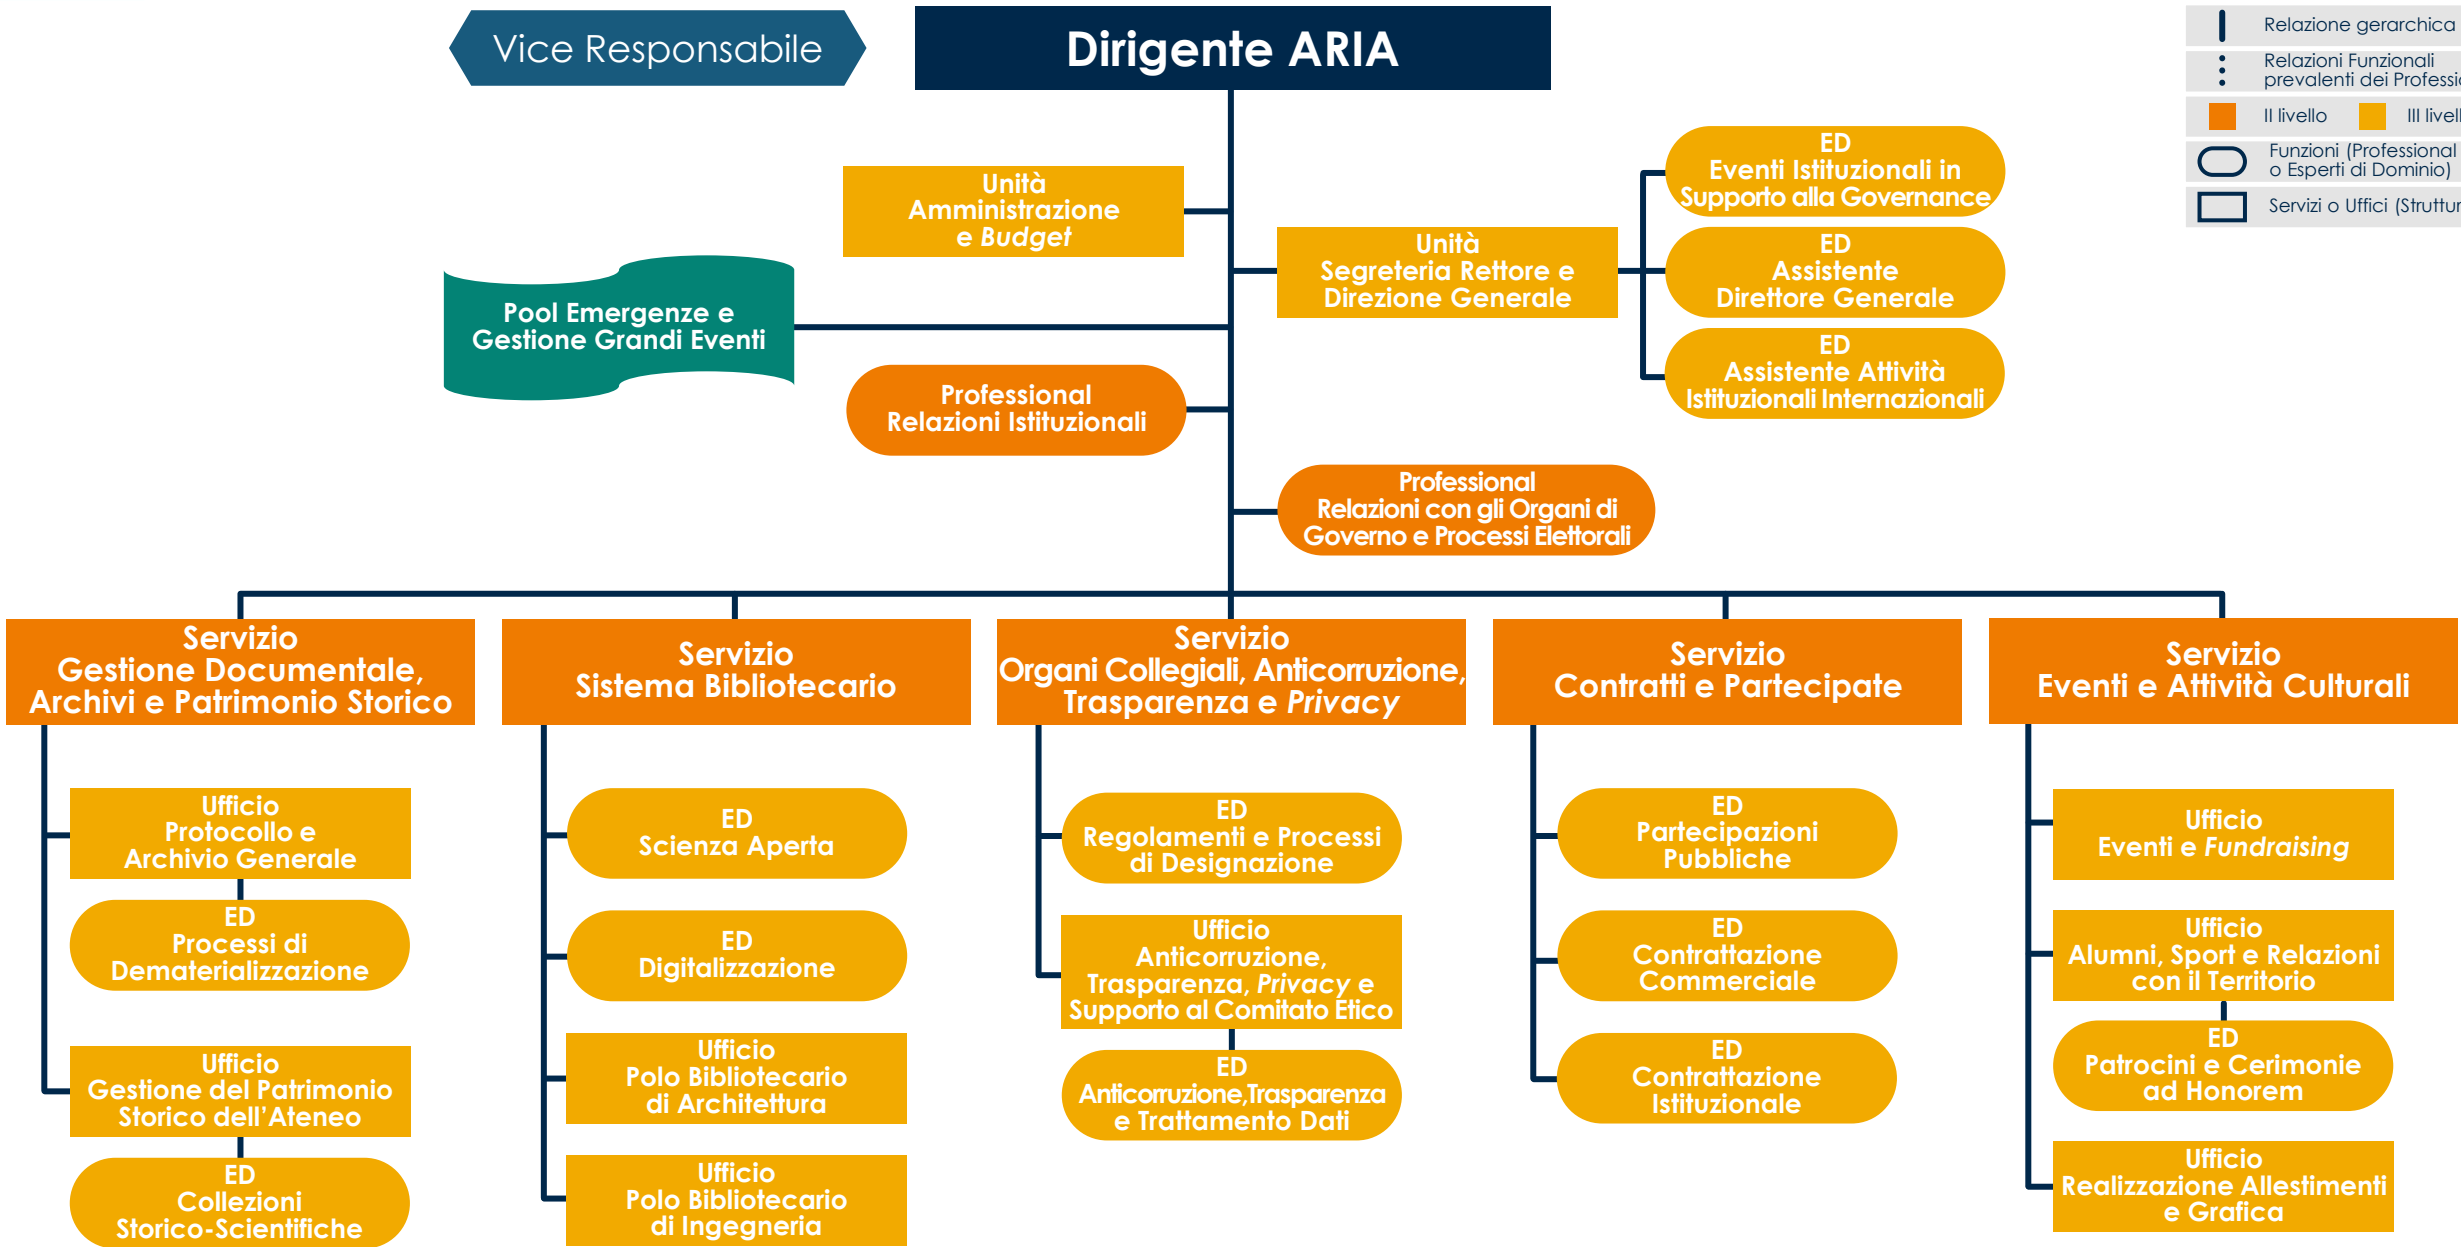 Vice Responsabile
Dirigente ARIA
Relazione gerarchica
Relazioni Funzionali
prevalenti dei
II livello
III
Funzioni (Professional
o Esperti di Dominio)
Servizi o Uffici
Unità
Amministrazione
e Budget
ED
Eventi Istituzionali in
Supporto alla Governance
Unità
Segreteria Rettore e
Direzione Generale
ED
Assistente
Direttore Generale
Pool Emergenze e
Gestione Grandi Eventi
ED
Assistente Attività
Istituzionali Internazionali
Professional
Relazioni Istituzionali
Professional
Relazioni con gli Organi di
Governo e Processi Elettorali
Servizio
Gestione Documentale,
Archivi e Patrimonio Storico
Servizio
Sistema Bibliotecario
Servizio
Organi Collegiali, Anticorruzione,
Trasparenza e Privacy
Servizio
Contratti e Partecipate
Servizio
Eventi e Attività Culturali
Ufficio
Protocollo e
Archivio Generale
ED
Processi di
Dematerializzazione
Ufficio
Gestione del Patrimonio
Storico dell'Ateneo
ED
Collezioni
Storico-Scientifiche
ED
Scienza Aperta
ED
Digitalizzazione
Ufficio
Polo Bibliotecario
di Architettura
Ufficio
Polo Bibliotecario
di Ingegneria
ED
Regolamenti e Processi
di Designazione
Ufficio
Anticorruzione,
Trasparenza, Privacy e
Supporto al Comitato Etico
ED
Anticorruzione,Trasparenza
e Trattamento Dati
ED
Partecipazioni
Pubbliche
ED
Contrattazione
Commerciale
ED
Contrattazione
Istituzionale
Ufficio
Eventi e Fundraising
Ufficio
Alumni, Sport e Relazioni
con il Territorio
ED
Patrocini e Cerimonie
ad Honorem
Ufficio
Realizzazione Allestimenti
e Grafica